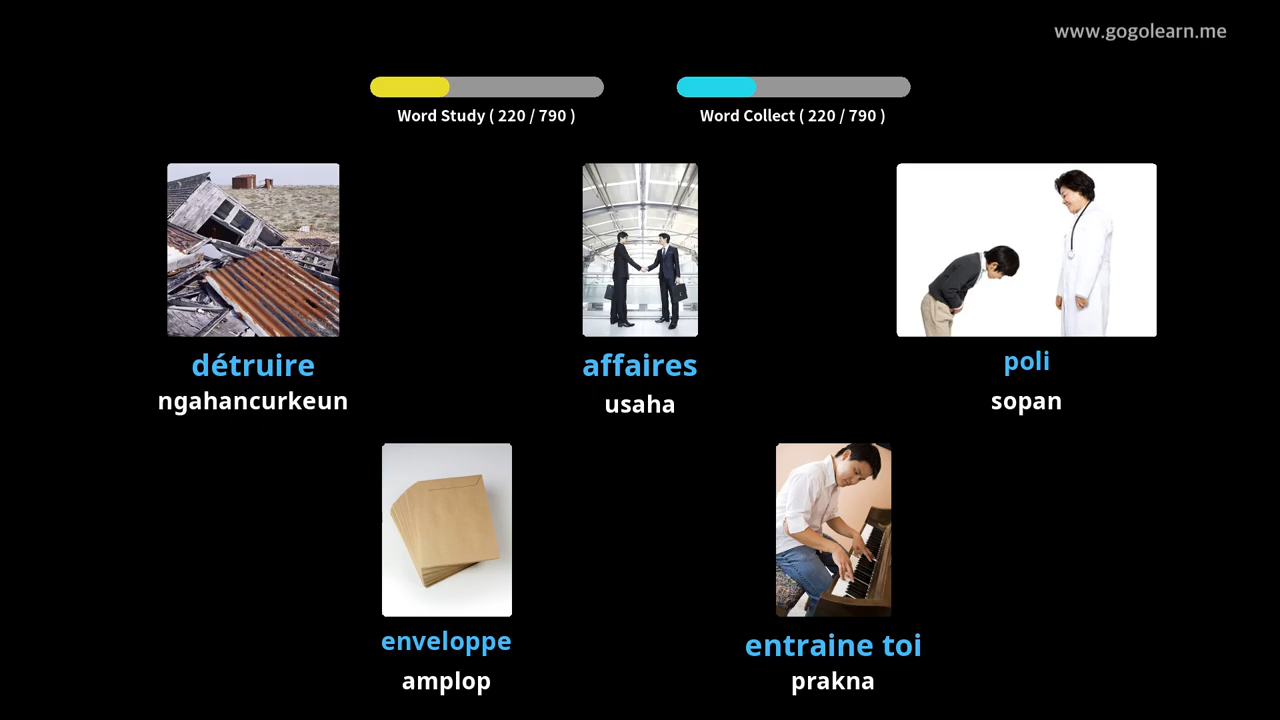 www.gogolearn.me
Word Study ( 220 / 790 )
Word Collect ( 220 / 790 )
détruire
ngahancurkeun
affaires
usaha
poli
sopan
enveloppe
amplop
entraine toi
prakna